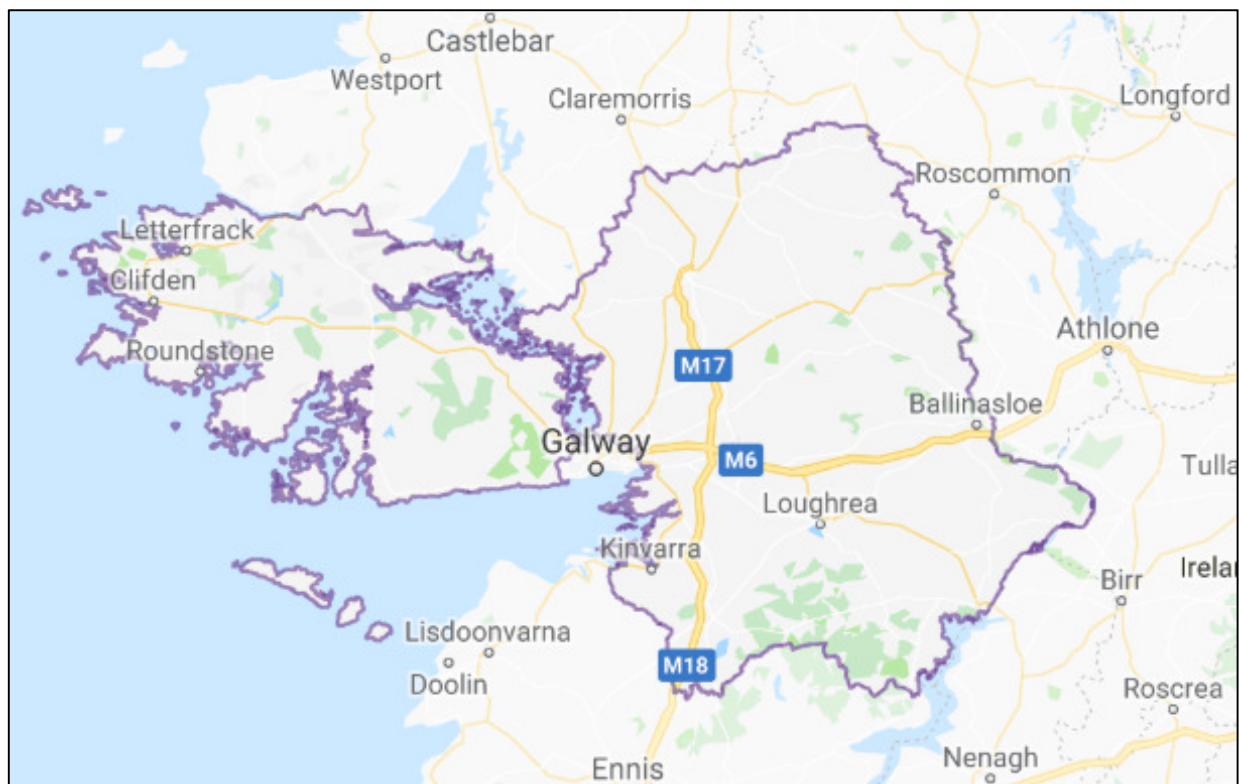 Castlebar
Westport
Claremorris
Longford
Roscommon
Letterfrack
Clifden
Roundstone
Athlone
M17
Ballinasloe
Galway
M6
Tulla
Loughrea
Kinvarra
Birr
Irelan
Lisdoonvarna
Doolin
M18
Roscrea
Ennis
Nenagh